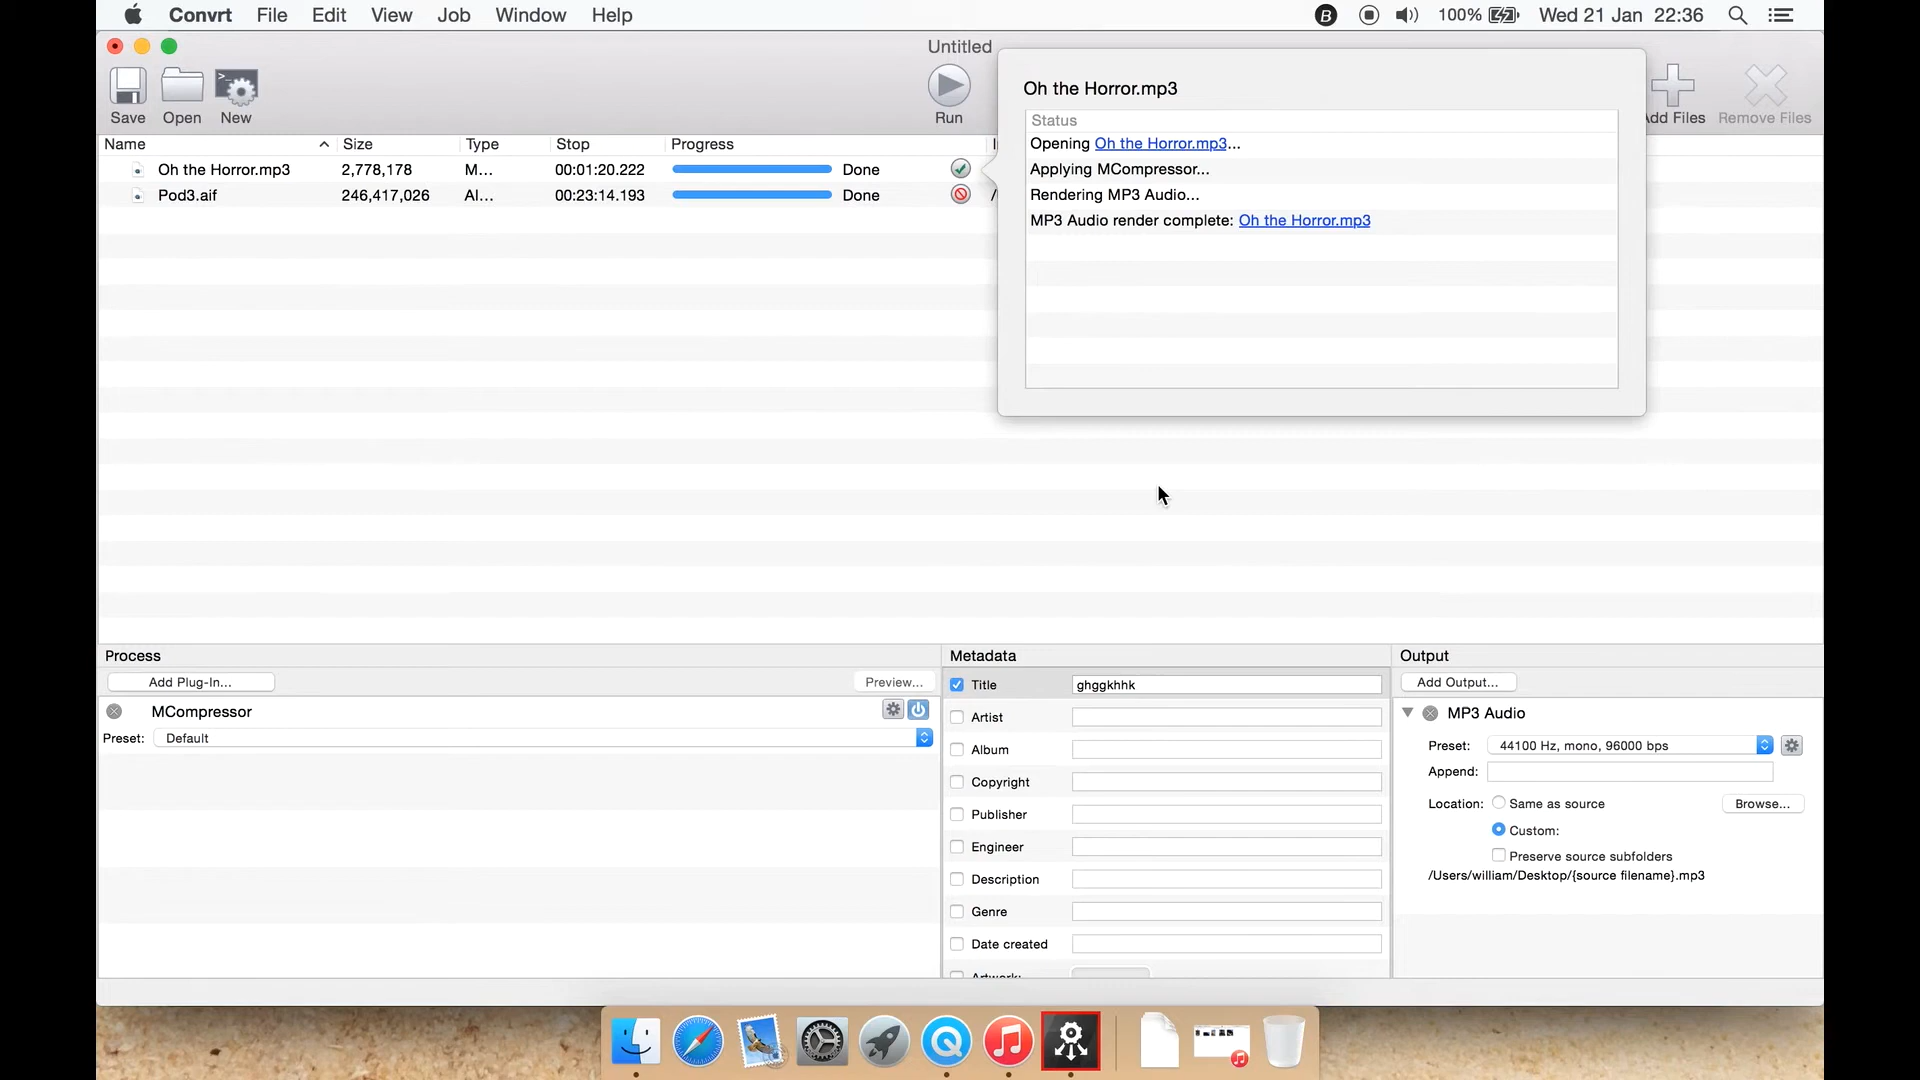 Convrt File Edit View Job Window Help
100% Wed 21 Jan 22:36
Untitled
Save Open New Run Add Files Remove Files
Name Size Type Stop Progress
Oh the Horror.mp3 2,778,178 M... 00:01:20.222 Done
Pod3.aif 246,417,026 AI... 00:23:14.193 Done
Oh the Horror.mp3
Status
Opening Oh the Horror.mp3...
Applying MCompressor...
Rendering MP3 Audio...
MP3 Audio render complete: Oh the Horror.mp3
Process
Add Plug-In... Preview...
MCompressor
Preset: Default
Metadata
Title ghggkhhk
Artist
Album
Copyright
Publisher
Engineer
Description
Genre
Date created
Artwork:
Output
Add Output...
MP3 Audio
Preset: 44100 Hz, mono, 96000 bps
Append:
Location: Same as source Browse...
Custom:
Preserve source subfolders
/Users/william/Desktop/{source filename}.mp3